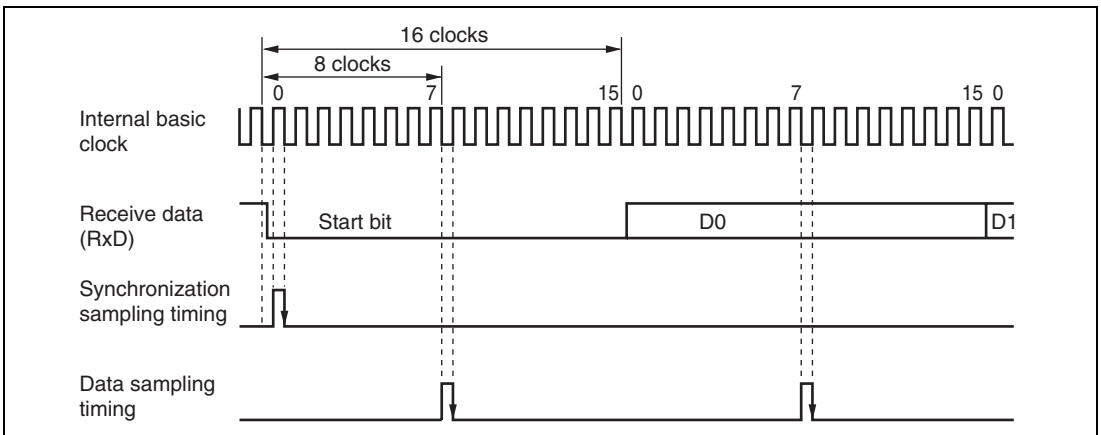 16 clocks
8 clocks
0 7 15 0 7 15 0
Internal basic
clock
Receive data
(RxD)
Start bit D0 D1
Synchronization
sampling timing
Data sampling
timing